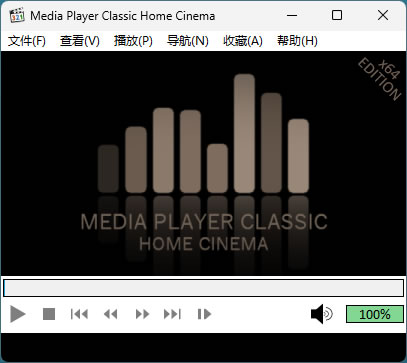 Media Player Classic Home Cinema
文件(F) 查看(V) 播放(P) 导航(N) 收藏(A) 帮助(H)
x64
EDITION
MEDIA PLAYER CLASSIC
HOME CINEMA
100%